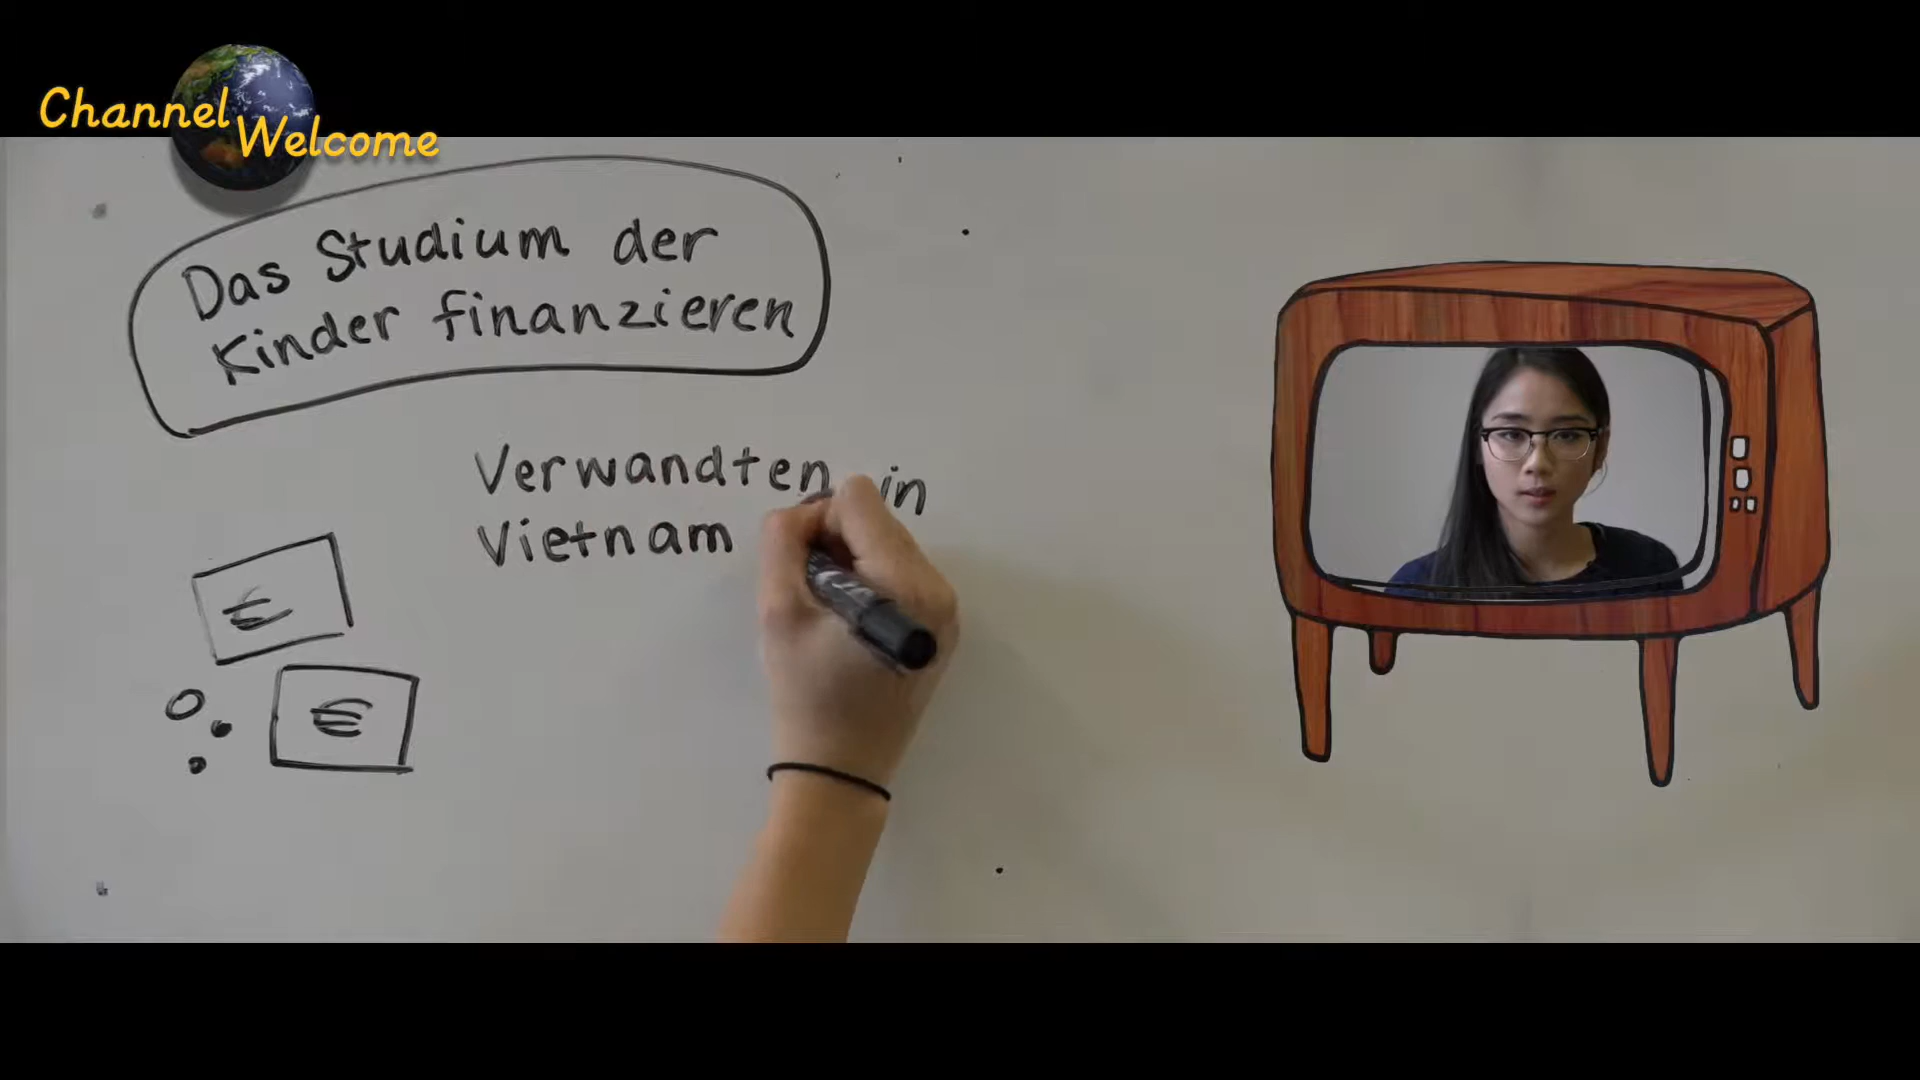 Channel
Welcome
Das Studium der
Kinder finanzieren
Verwandten in
Vietnam
€
€